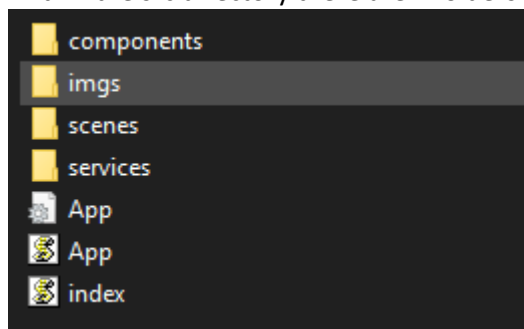 components
imgs
scenes
services
App
App
index